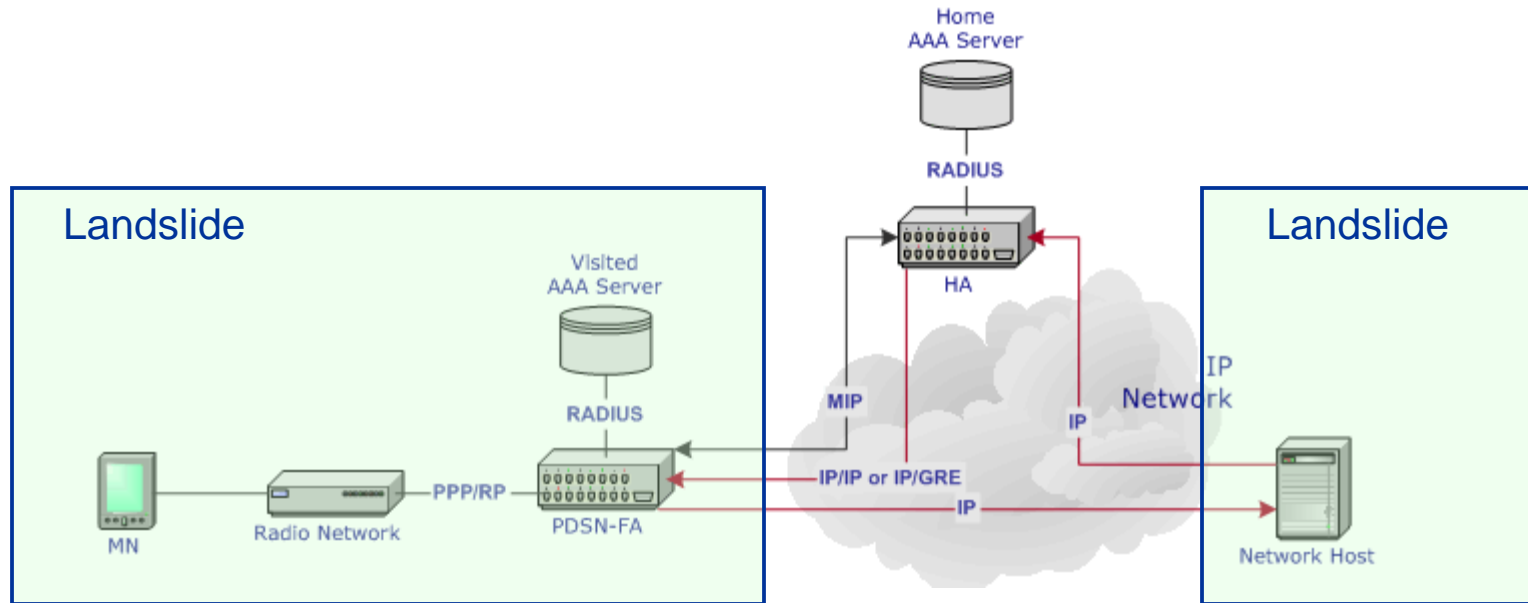 Home
AAA Server
RADIUS
HA
Landslide
Visited
AAA Server
RADIUS
MN
Radio Network
PPP/RP
PDSN-FA
MIP
IP/IP or IP/GRE
IP
IP
IP
Network
Landslide
Network Host